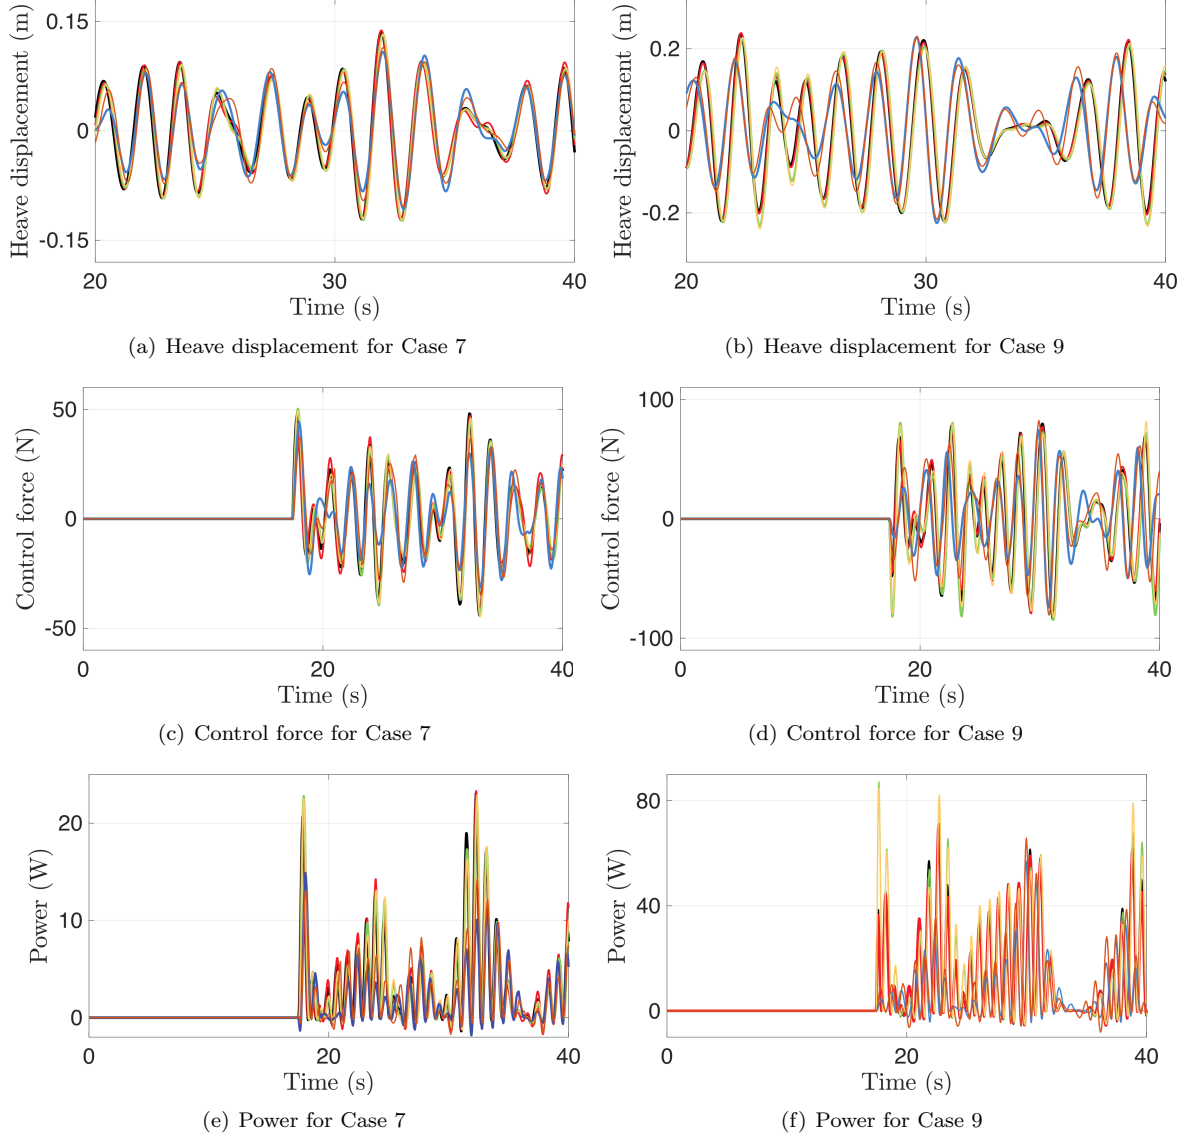 Heave displacement (m)
0.15
0
-0.15
20
30
40
Time (s)
(a) Heave displacement for Case 7
Heave displacement (m)
0.2
0
-0.2
20
30
40
Time (s)
(b) Heave displacement for Case 9
Control force (N)
50
0
-50
0
20
40
Time (s)
(c) Control force for Case 7
Control force (N)
100
0
-100
0
20
40
Time (s)
(d) Control force for Case 9
Power (W)
20
10
0
0
20
40
Time (s)
(e) Power for Case 7
Power (W)
80
40
0
0
20
40
Time (s)
(f) Power for Case 9